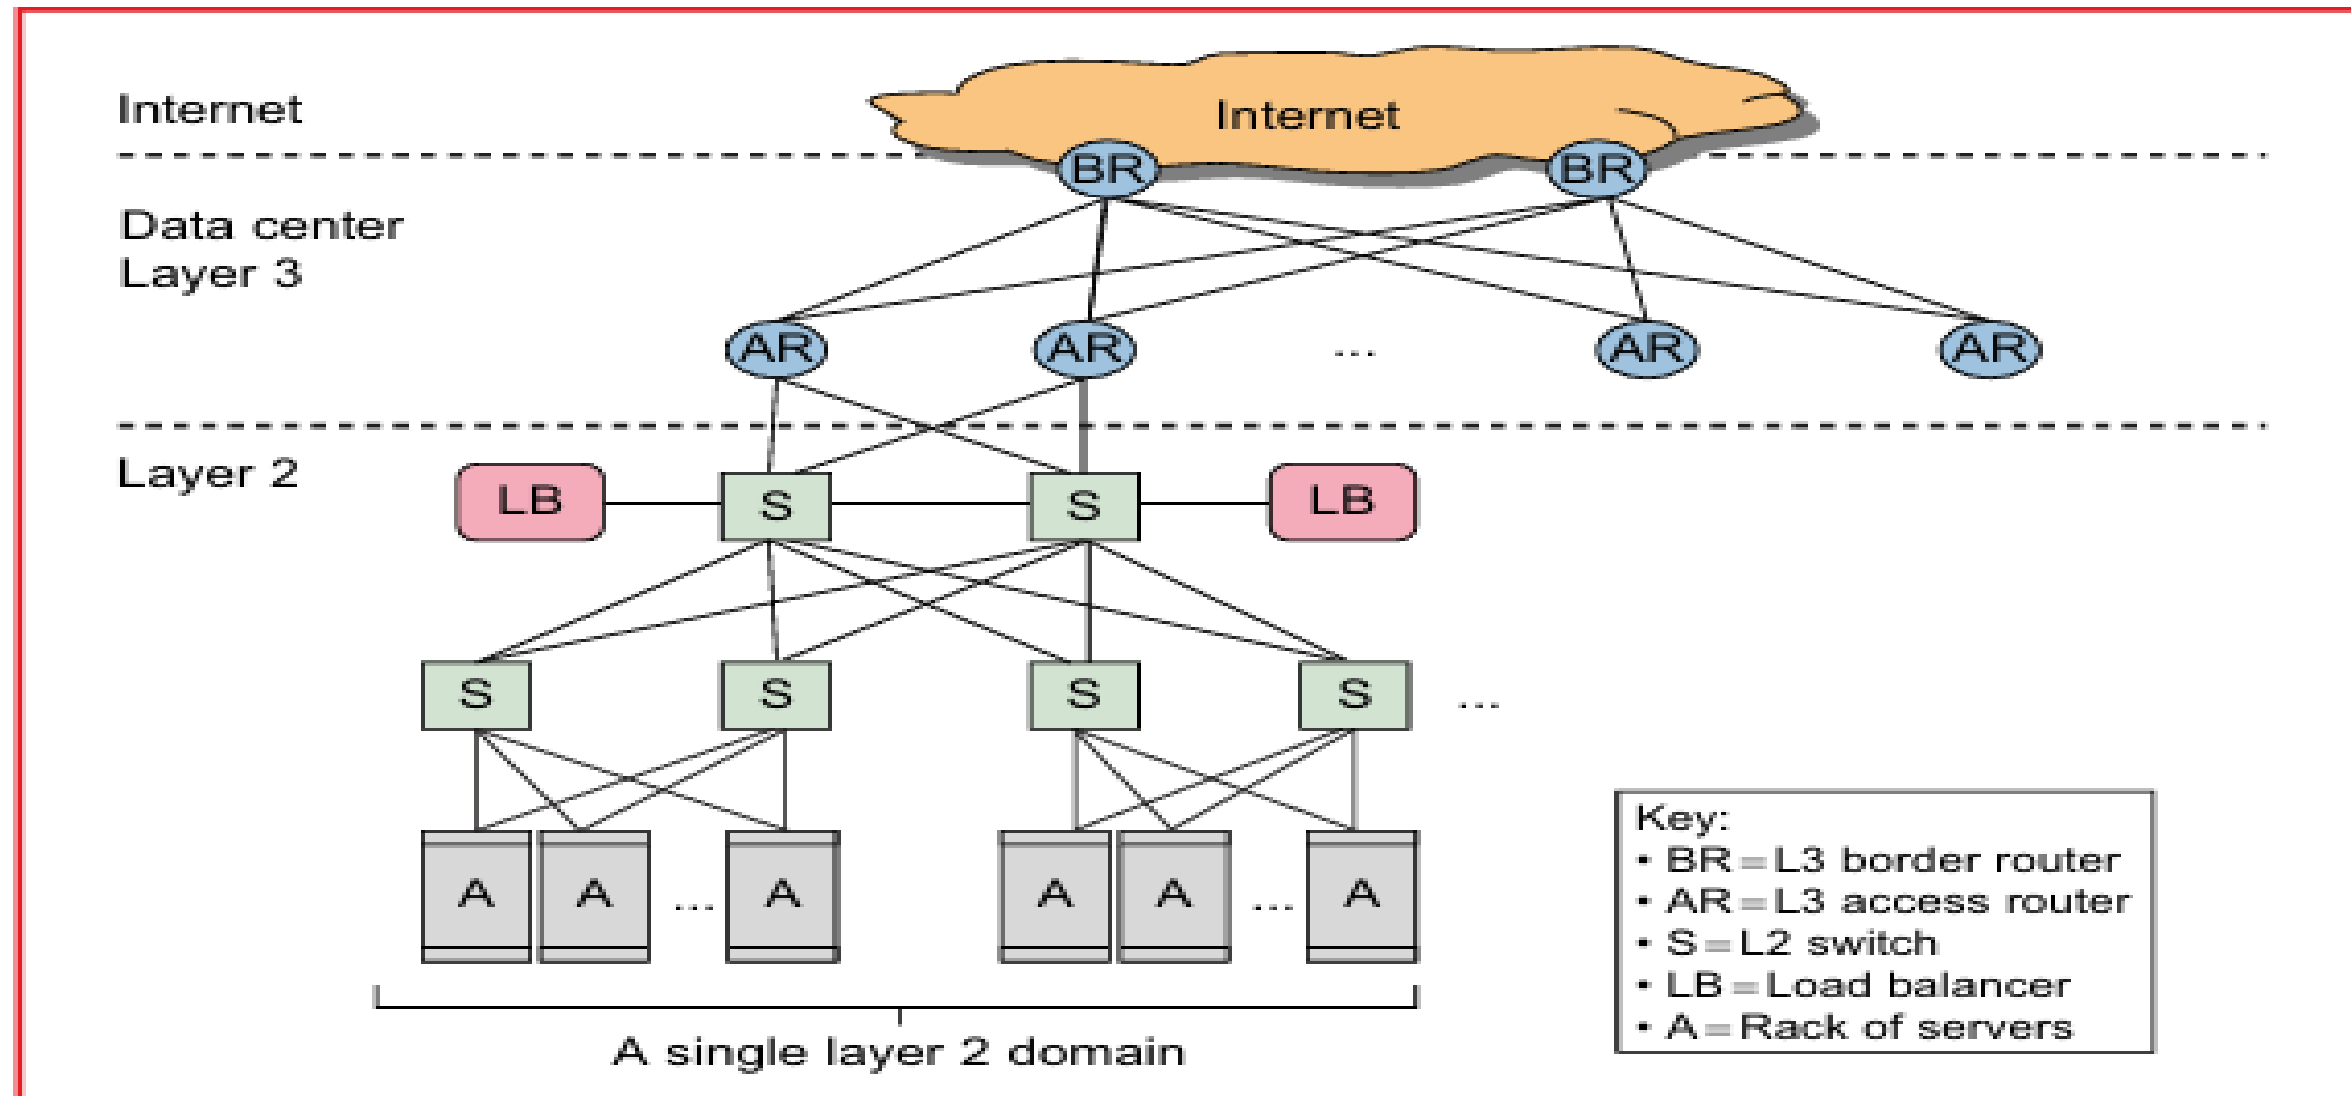 Internet
Internet
BR BR
Data center
Layer 3
AR AR ... AR AR
Layer 2
LB S S LB
S S S S ...
A A ... A A A ... A
A single layer 2 domain
Key:
• BR=L3 border router
• AR=L3 access router
• S=L2 switch
• LB=Load balancer
• A=Rack of servers